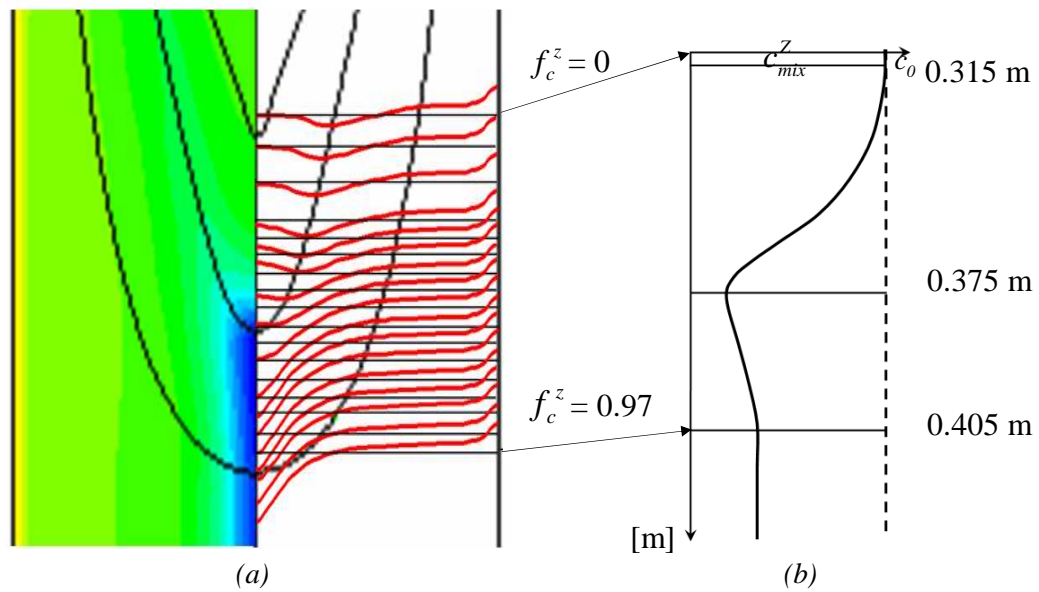 f_c^z = 0
c_mix^Z
c_0
0.315 m
0.375 m
f_c^z = 0.97
0.405 m
[m]
(a)
(b)